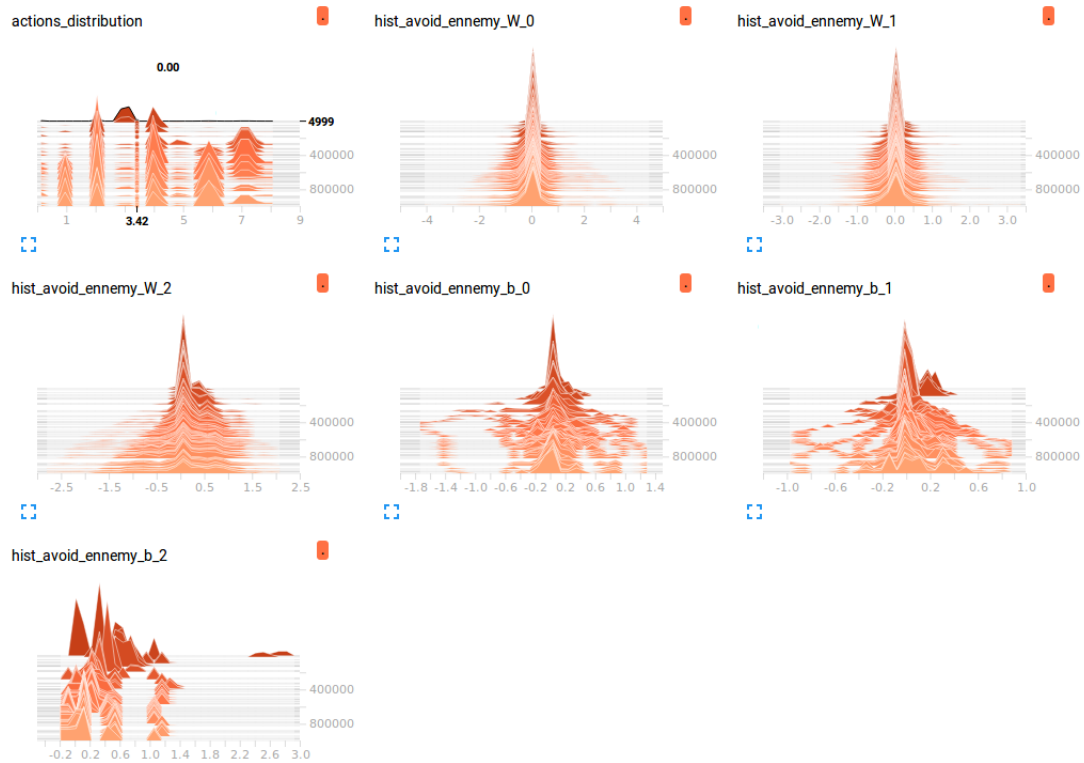 actions_distribution
hist_avoid_ennemy_W_0
hist_avoid_ennemy_W_1
0.00
4999
400000
800000
1 3.42 5 7 9
400000
800000
-4 -2 0 2 4
400000
800000
-3.0 -2.0 -1.0 0.0 1.0 2.0 3.0
hist_avoid_ennemy_W_2
hist_avoid_ennemy_b_0
hist_avoid_ennemy_b_1
400000
800000
-2.5 -1.5 -0.5 0.5 1.5 2.5
400000
800000
-1.8 -1.4 -1.0 -0.6 -0.2 0.2 0.6 1.0 1.4
400000
800000
-1.0 -0.6 -0.2 0.2 0.6 1.0
hist_avoid_ennemy_b_2
400000
800000
-0.2 0.2 0.6 1.0 1.4 1.8 2.2 2.6 3.0